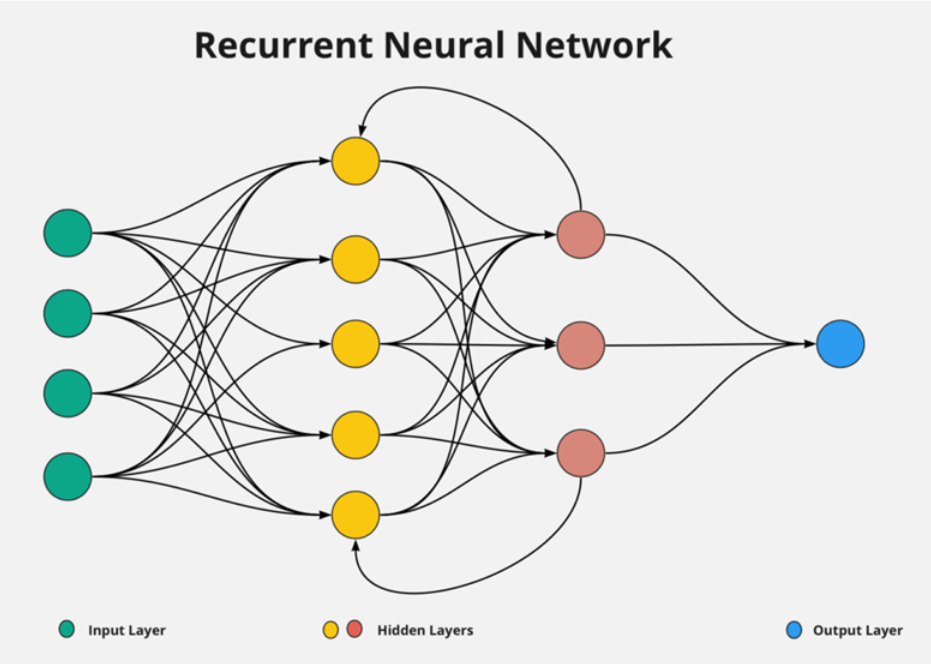 Recurrent Neural Network
Input Layer
Hidden Layers
Output Layer